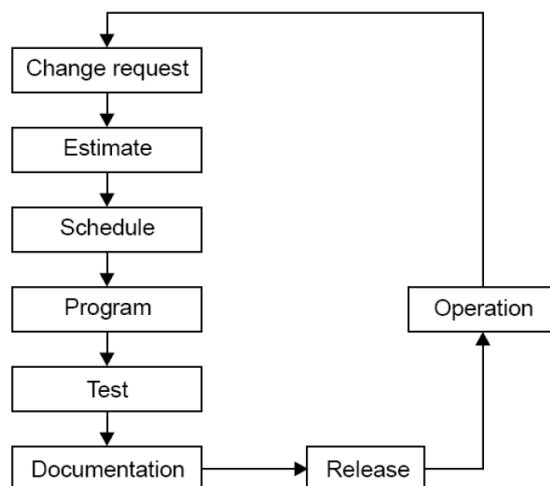 Change request
Estimate
Schedule
Program
Operation
Test
Documentation
Release